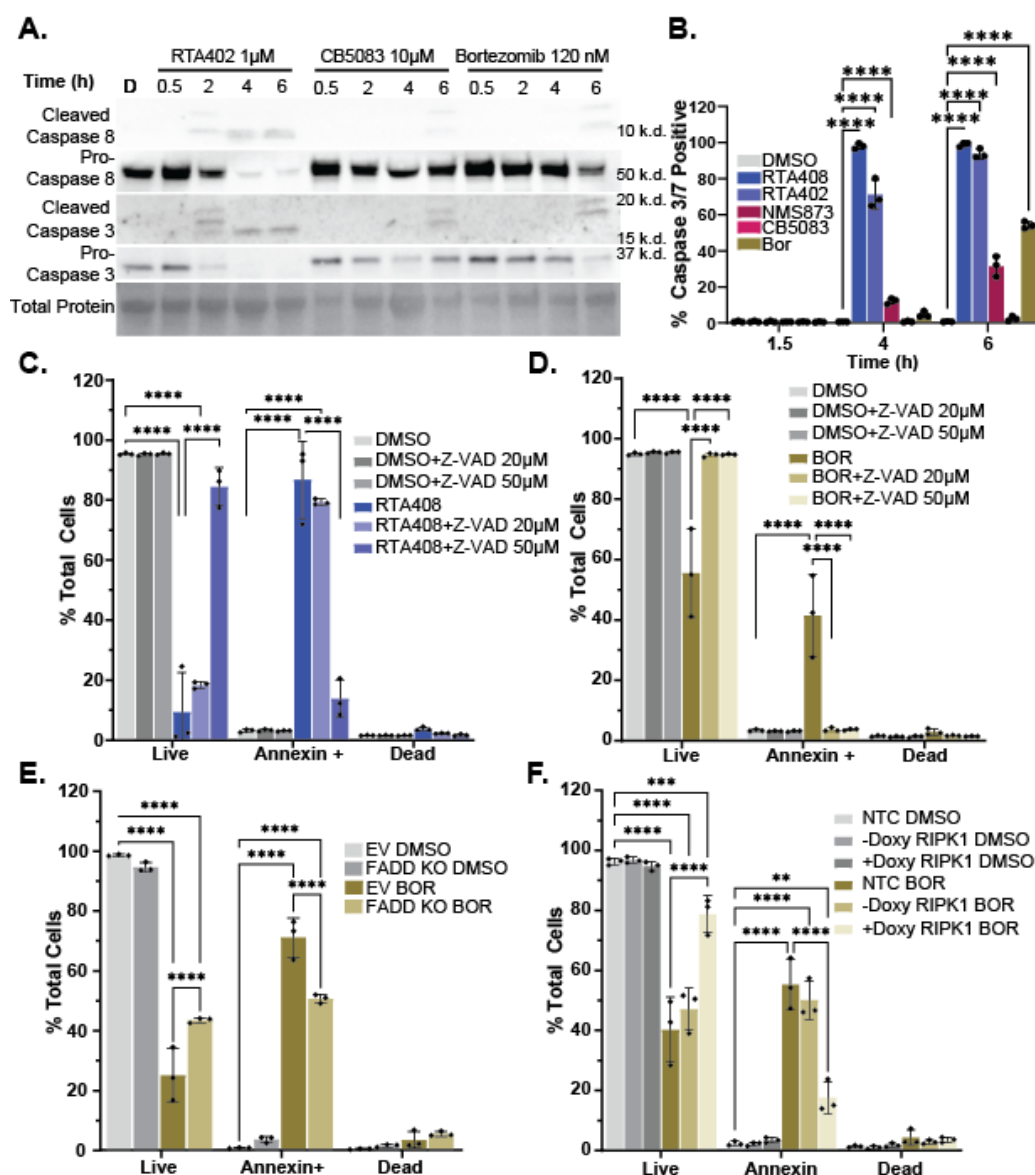 A.
RTA402 1µM CB5083 10µM Bortezomib 120 nM
Time (h) D 0.5 2 4 6 0.5 2 4 6 0.5 2 4 6
Cleaved
Caspase 8
10 k.d.
Pro-
Caspase 8
50 k.d.
Cleaved
Caspase 3
20 k.d.
15 k.d.
Pro-
Caspase 3
37 k.d.
Total Protein
B.
% Caspase 3/7 Positive
120
100
80
60
40
20
0
DMSO
RTA408
RTA402
NMS873
CB5083
Bor
****
****
****
****
****
****
****
****
1.5 4 6
Time (h)
C.
% Total Cells
120
100
80
60
40
20
0
****
****
****
****
****
****
DMSO
DMSO+Z-VAD 20µM
DMSO+Z-VAD 50µM
RTA408
RTA408+Z-VAD 20µM
RTA408+Z-VAD 50µM
Live Annexin + Dead
D.
% Total Cells
120
100
80
60
40
20
0
****
****
****
****
****
****
DMSO
DMSO+Z-VAD 20µM
DMSO+Z-VAD 50µM
BOR
BOR+Z-VAD 20µM
BOR+Z-VAD 50µM
Live Annexin + Dead
E.
% Total Cells
120
100
80
60
40
20
0
****
****
****
****
****
****
EV DMSO
FADD KO DMSO
EV BOR
FADD KO BOR
Live Annexin+ Dead
F.
% Total Cells
120
100
80
60
40
20
0
***
****
****
****
**
****
****
****
NTC DMSO
-Doxy RIPK1 DMSO
+Doxy RIPK1 DMSO
NTC BOR
-Doxy RIPK1 BOR
+Doxy RIPK1 BOR
Live Annexin Dead